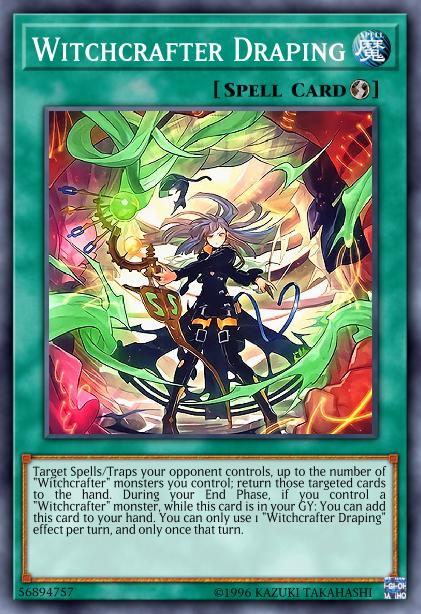 WITCHCRAFTER DRAPING
SPELL
魔
[SPELL CARD]
Target Spells/Traps your opponent controls, up to the number of
"Witchcrafter" monsters you control; return those targeted cards
to the hand. During your End Phase, if you control a
"Witchcrafter" monster, while this card is in your GY: You can add
this card to your hand. You can only use 1 "Witchcrafter Draping"
effect per turn, and only once that turn.
56894757
©1996 KAZUKI TAKAHASHI